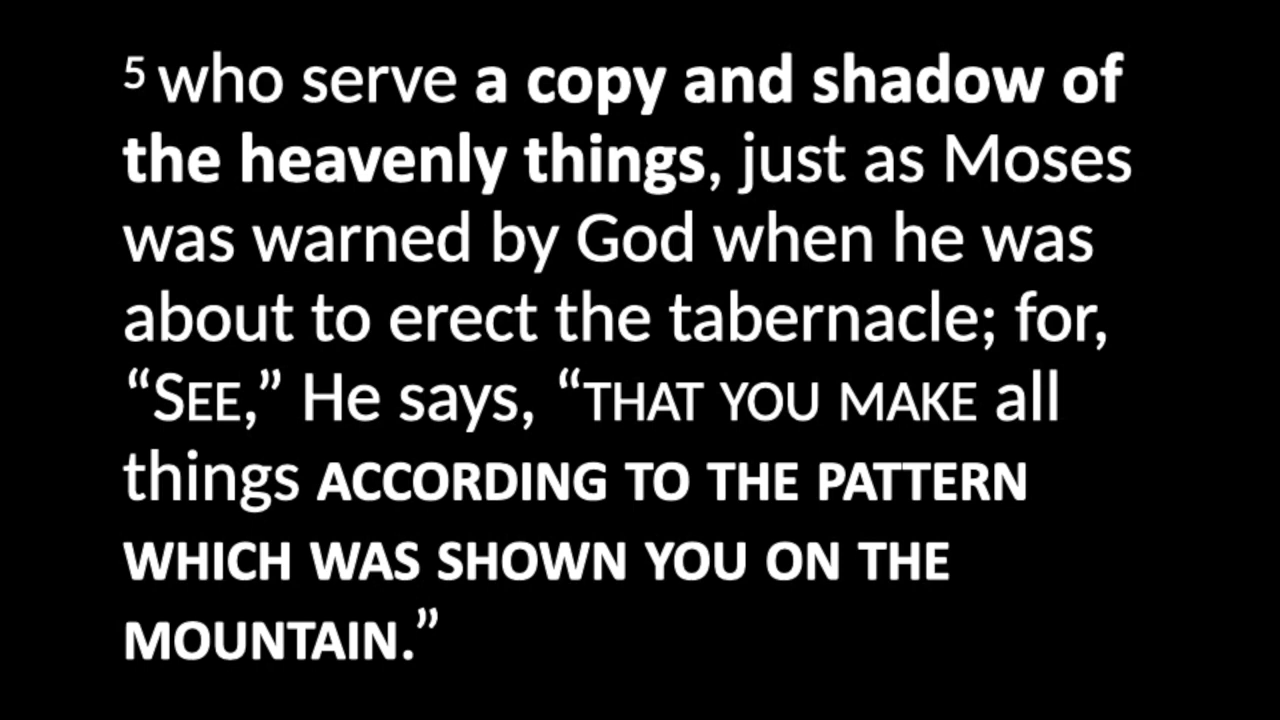 5 who serve a copy and shadow of
the heavenly things, just as Moses
was warned by God when he was
about to erect the tabernacle; for,
“SEE,” He says, “THAT YOU MAKE all
things ACCORDING TO THE PATTERN
WHICH WAS SHOWN YOU ON THE
MOUNTAIN.”